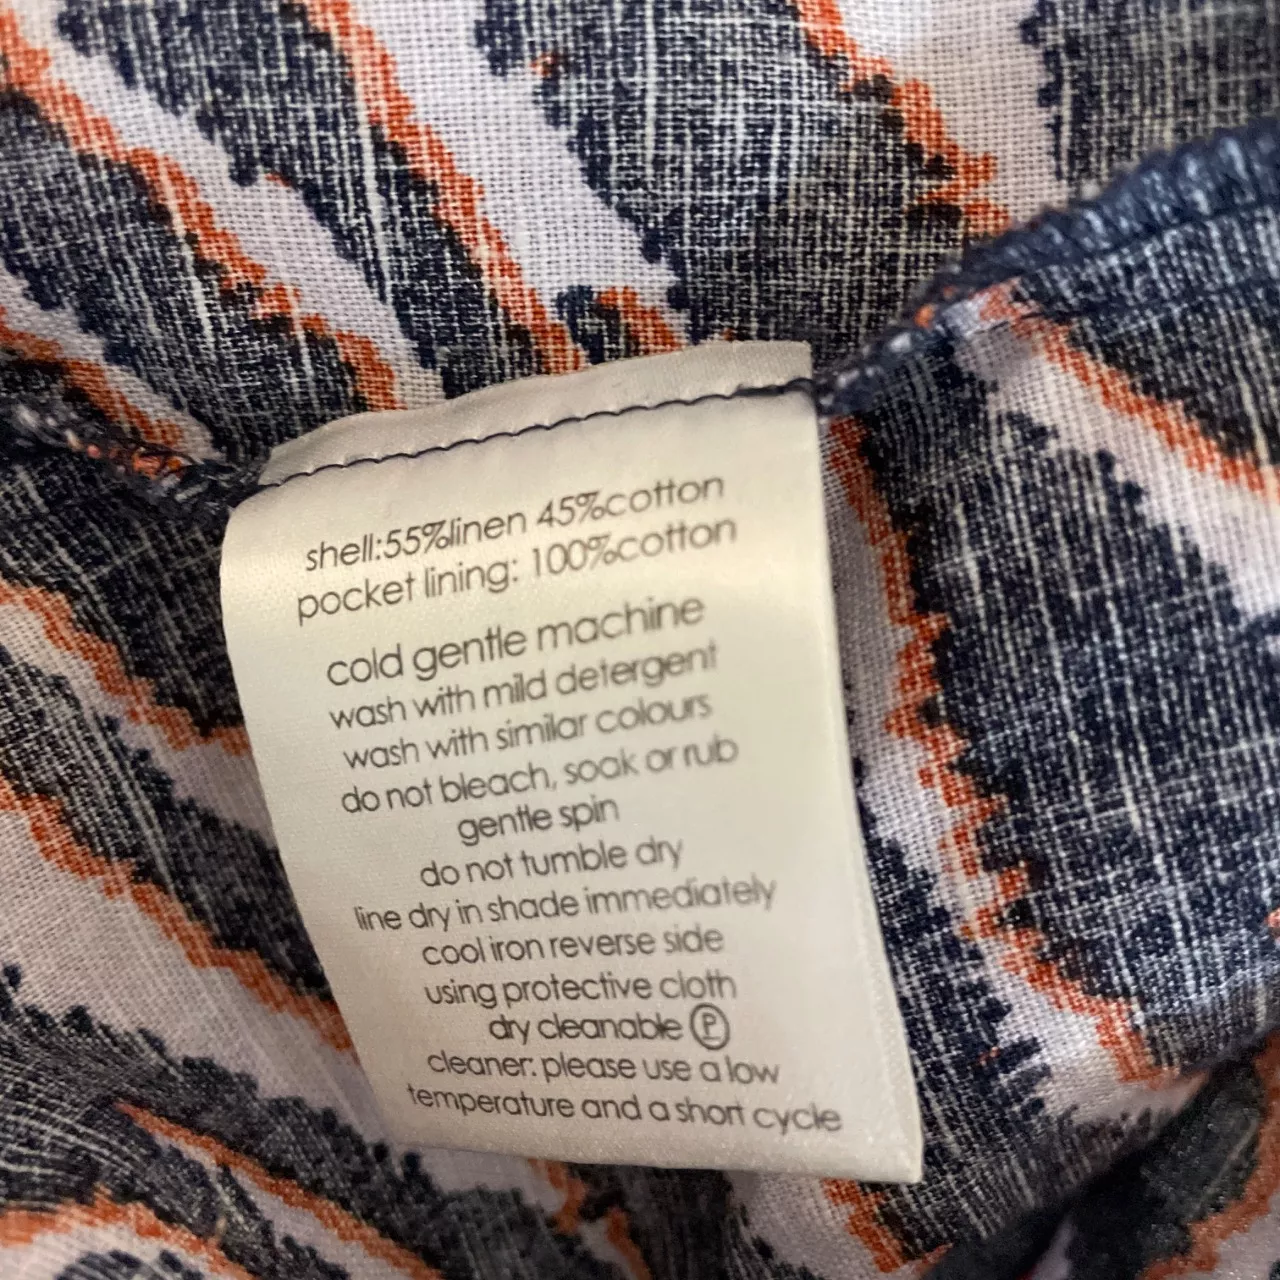 shell:55%linen 45%cotton
pocket lining: 100%cotton
cold gentle machine
wash with mild detergent
wash with similar colours
do not bleach, soak or rub
gentle spin
do not tumble dry
line dry in shade immediately
cool iron reverse side
using protective cloth
dry cleanable Ⓟ
cleaner: please use a low
temperature and a short cycle